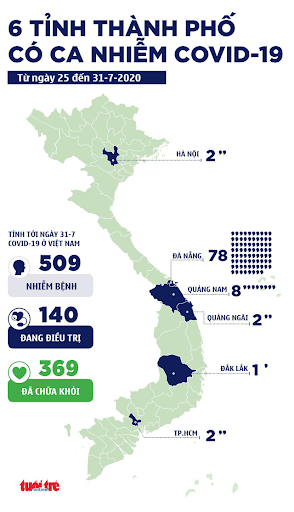 6 TỈNH THÀNH PHỐ
CÓ CA NHIỄM COVID-19
Từ ngày 25 đến 31-7-2020
HÀ NỘI 2
TÍNH TỚI NGÀY 31-7
COVID-19 Ở VIỆT NAM
509
NHIỄM BỆNH
140
ĐANG ĐIỀU TRỊ
369
ĐÃ CHỮA KHỎI
ĐÀ NẴNG 78
QUẢNG NAM 8
QUẢNG NGÃI 2
ĐẮK LẮK 1
TP.HCM 2
tuổi trẻ